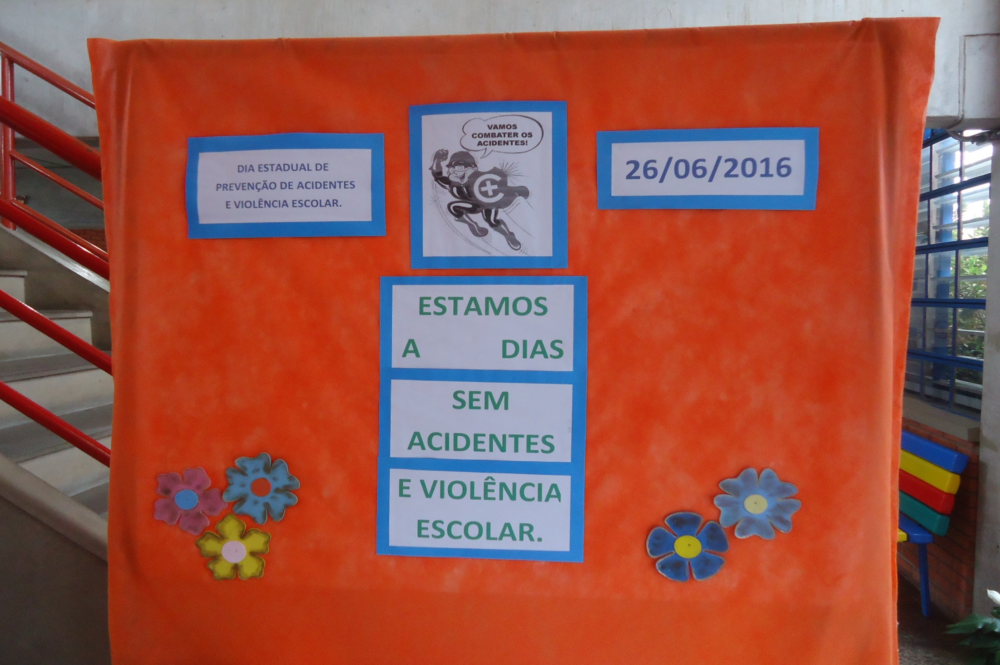 DIA ESTADUAL DE
PREVENÇÃO DE ACIDENTES
E VIOLÊNCIA ESCOLAR.
VAMOS
COMBATER OS
ACIDENTES!
C+
26/06/2016
ESTAMOS
A DIAS
SEM
ACIDENTES
E VIOLÊNCIA
ESCOLAR.